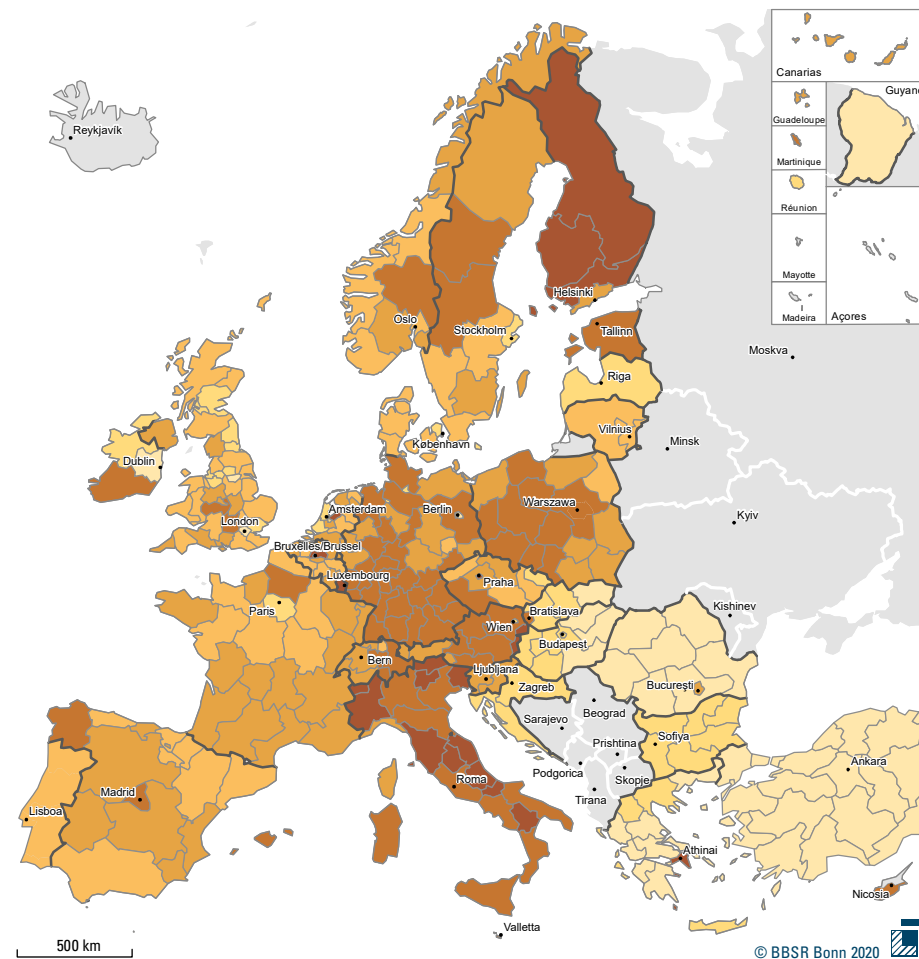 Canarias
Reykjavík
Guyane
Guadeloupe
Martinique
Réunion
Mayotte
Madeira
Açores
Helsinki
Oslo
Stockholm
Tallinn
Moskva
Riga
Vilnius
Minsk
København
Dublin
Amsterdam
Berlin
Warszawa
Kyiv
London
Bruxelles/Brussel
Luxembourg
Praha
Kishinev
Paris
Bratislava
Wien
Budapest
Bern
Ljubljana
Zagreb
Bucureşti
Sarajevo
Beograd
Prishtina
Sofiya
Podgorica
Skopje
Ankara
Roma
Tirana
Madrid
Lisboa
Athinai
Nicosia
Valletta
500 km
© BBSR Bonn 2020